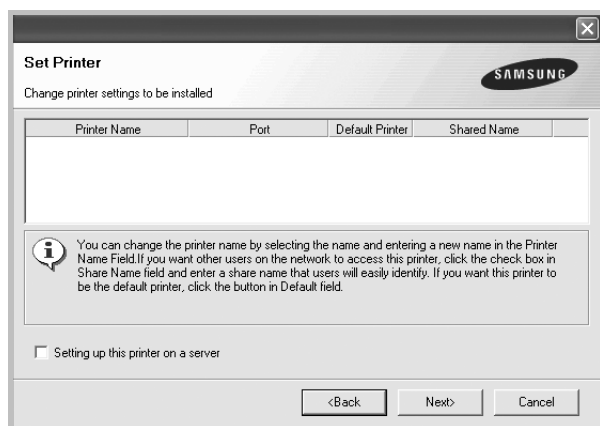 Set Printer
SAMSUNG
Change printer settings to be installed
Printer Name Port Default Printer Shared Name
You can change the printer name by selecting the name and entering a new name in the Printer
Name Field.If you want other users on the network to access this printer, click the check box in
Share Name field and enter a share name that users will easily identify. If you want this printer to
be the default printer, click the button in Default field.
Setting up this printer on a server
<Back Next> Cancel